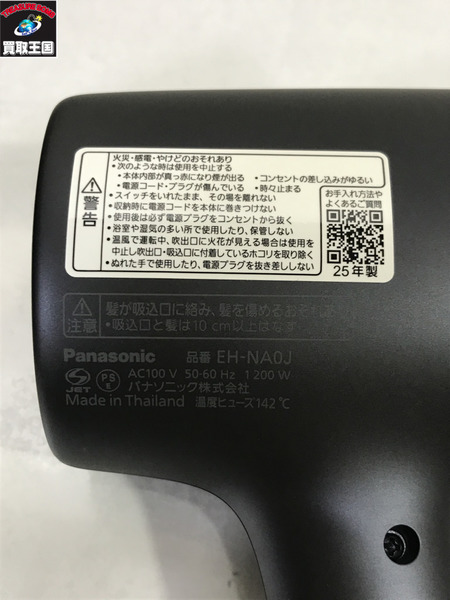 TREASURE MARKET
買取王国
火災・感電・やけどのおそれあり
・次のような時は使用を中止する
・本体内部が真っ赤になり煙が出る ・コンセントの差し込みがゆるい
・電源コード・プラグが傷んでいる ・時々止まる
・スイッチをいれたまま、その場を離れない
・収納時に電源コードを本体に巻きつけない
・使用後は必ず電源プラグをコンセントから抜く
・浴室や湿気の多い所で使用したり、保管しない
・温風で運転中、吹出口に火花が見える場合は使用を
中止し吹出口・吸込口に付着しているホコリを取り除く
・ぬれた手で使用したり、電源プラグを抜き差ししない
警告
お手入れ方法や
よくあるご質問
25年製
注意
髪が吸込口に絡み、髪を傷めるおそれ
・吸込口と髪は10cm以上はな
Panasonic 品番 EH-NA0J
AC100 V 50-60 Hz 1 200 W
JET PS E パナソニック株式会社
Made in Thailand 温度ヒューズ142℃